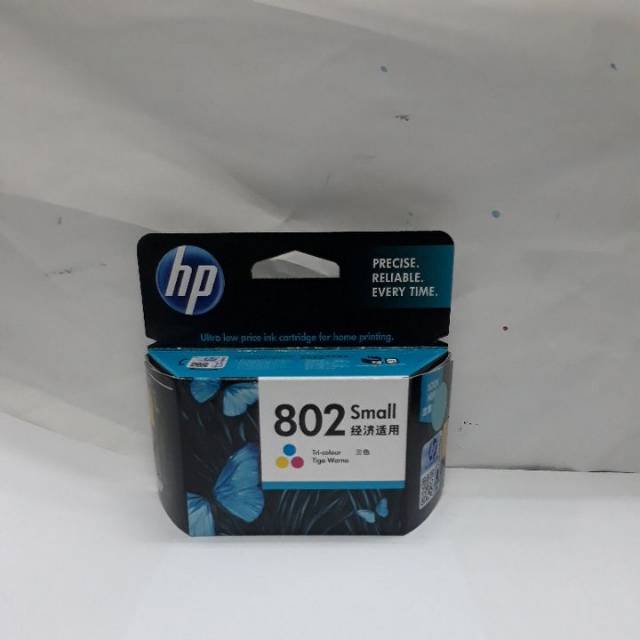 hp
PRECISE.
RELIABLE.
EVERY TIME.
Ultra low price ink cartridge for home printing.
802 Small
经济适用
Tri-colour 三色
Tiga Warna